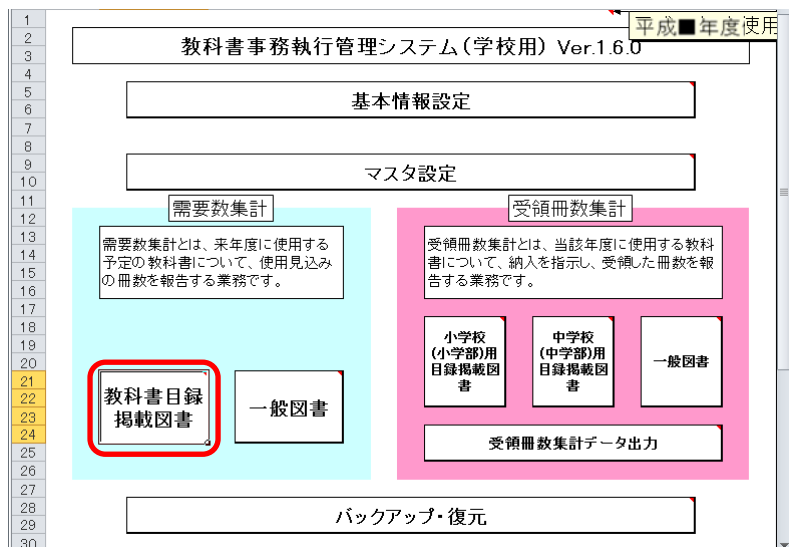 1
2
3
4
5
6
7
8
9
10
11
12
13
14
15
16
17
18
19
20
21
22
23
24
25
26
27
28
29
30
平成■年度使用
教科書事務執行管理システム(学校用) Ver.1.6.0
基本情報設定
マスタ設定
需要数集計
需要数集計とは、来年度に使用する
予定の教科書について、使用見込み
の冊数を報告する業務です。
教科書目録
掲載図書
一般図書
受領冊数集計
受領冊数集計とは、当該年度に使用する教科
書について、納入を指示し、受領した冊数を報
告する業務です。
小学校
(小学部)用
目録掲載図
書
中学校
(中学部)用
目録掲載図
書
一般図書
受領冊数集計データ出力
バックアップ・復元